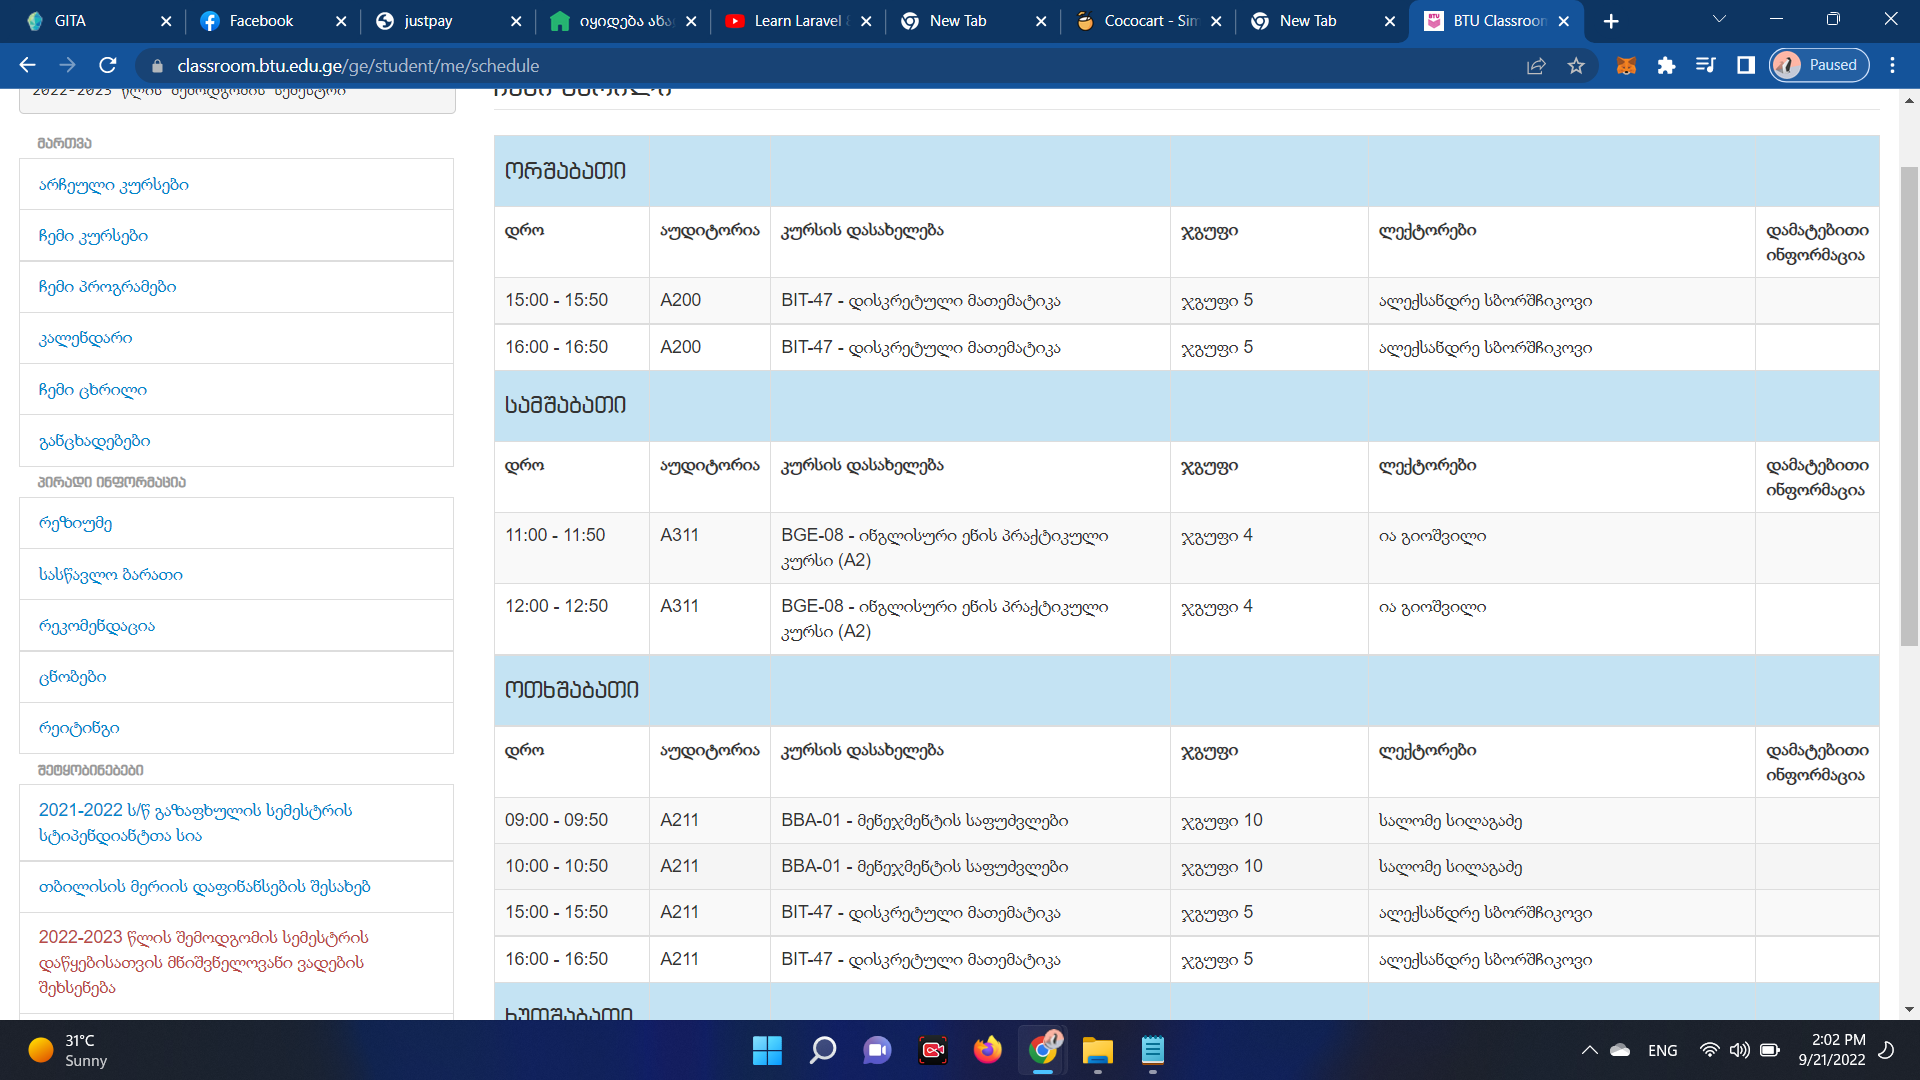 GITA
Facebook
justpay
იყიდება ანა
Learn Laravel 8
New Tab
Cococart - Sim
New Tab
BTU Classroom
classroom.btu.edu.ge/ge/student/me/schedule
Paused
2022-2023 წლის შემოდგომის სემესტრი
ჩემი ცხრილი
მართვა
არჩეული კურსები
ჩემი კურსები
ჩემი პროგრამები
კალენდარი
ჩემი ცხრილი
განცხადებები
პირადი ინფორმაცია
რეზიუმე
სასწავლო ბარათი
რეკომენდაცია
ცნობები
რეიტინგი
შეტყობინებები
2021-2022 ს/წ გაზაფხულის სემესტრის
სტიპენდიანტთა სია
თბილისის მერიის დაფინანსების შესახებ
2022-2023 წლის შემოდგომის სემესტრის
დაწყებისათვის მნიშვნელოვანი ვადების
შეხსენება
ორშაბათი
დრო აუდიტორია კურსის დასახელება ჯგუფი ლექტორები დამატებითი
ინფორმაცია
15:00 - 15:50 A200 BIT-47 - დისკრეტული მათემატიკა ჯგუფი 5 ალექსანდრე სბორშჩიკოვი
16:00 - 16:50 A200 BIT-47 - დისკრეტული მათემატიკა ჯგუფი 5 ალექსანდრე სბორშჩიკოვი
სამშაბათი
დრო აუდიტორია კურსის დასახელება ჯგუფი ლექტორები დამატებითი
ინფორმაცია
11:00 - 11:50 A311 BGE-08 - ინგლისური ენის პრაქტიკული ჯგუფი 4 ია გიოშვილი
კურსი (A2)
12:00 - 12:50 A311 BGE-08 - ინგლისური ენის პრაქტიკული ჯგუფი 4 ია გიოშვილი
კურსი (A2)
ოთხშაბათი
დრო აუდიტორია კურსის დასახელება ჯგუფი ლექტორები დამატებითი
ინფორმაცია
09:00 - 09:50 A211 BBA-01 - მენეჯმენტის საფუძვლები ჯგუფი 10 სალომე სილაგაძე
10:00 - 10:50 A211 BBA-01 - მენეჯმენტის საფუძვლები ჯგუფი 10 სალომე სილაგაძე
15:00 - 15:50 A211 BIT-47 - დისკრეტული მათემატიკა ჯგუფი 5 ალექსანდრე სბორშჩიკოვი
16:00 - 16:50 A211 BIT-47 - დისკრეტული მათემატიკა ჯგუფი 5 ალექსანდრე სბორშჩიკოვი
ხუთშაბათი
31°C
Sunny
ENG
2:02 PM
9/21/2022